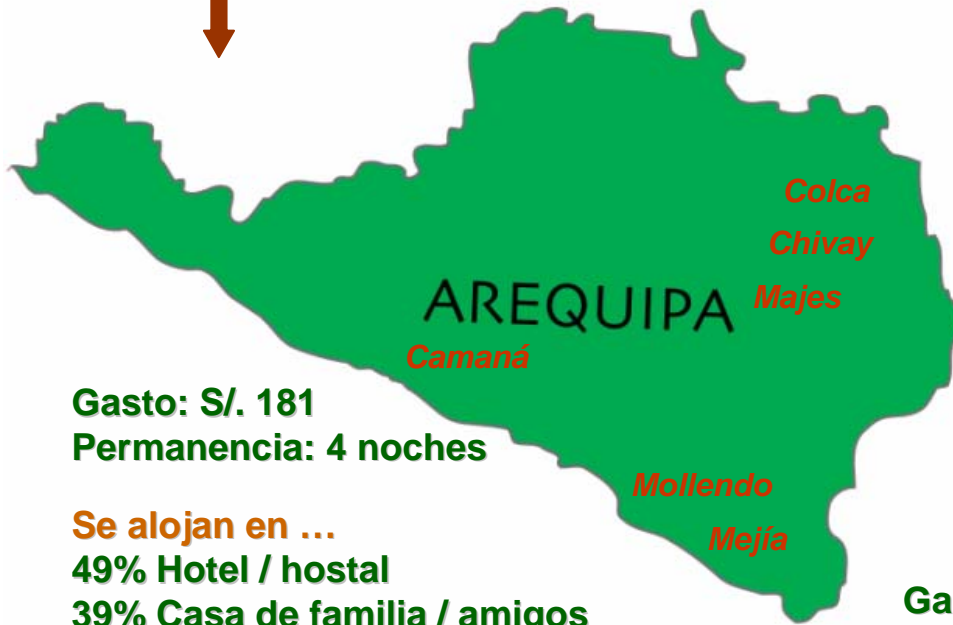 Colca
Chivay
Majes
AREQUIPA
Camaná
Gasto: S/. 181
Permanencia: 4 noches
Mollendo
Mejía
Se alojan en …
49% Hotel / hostal
39% Casa de familia / amigos
Ga